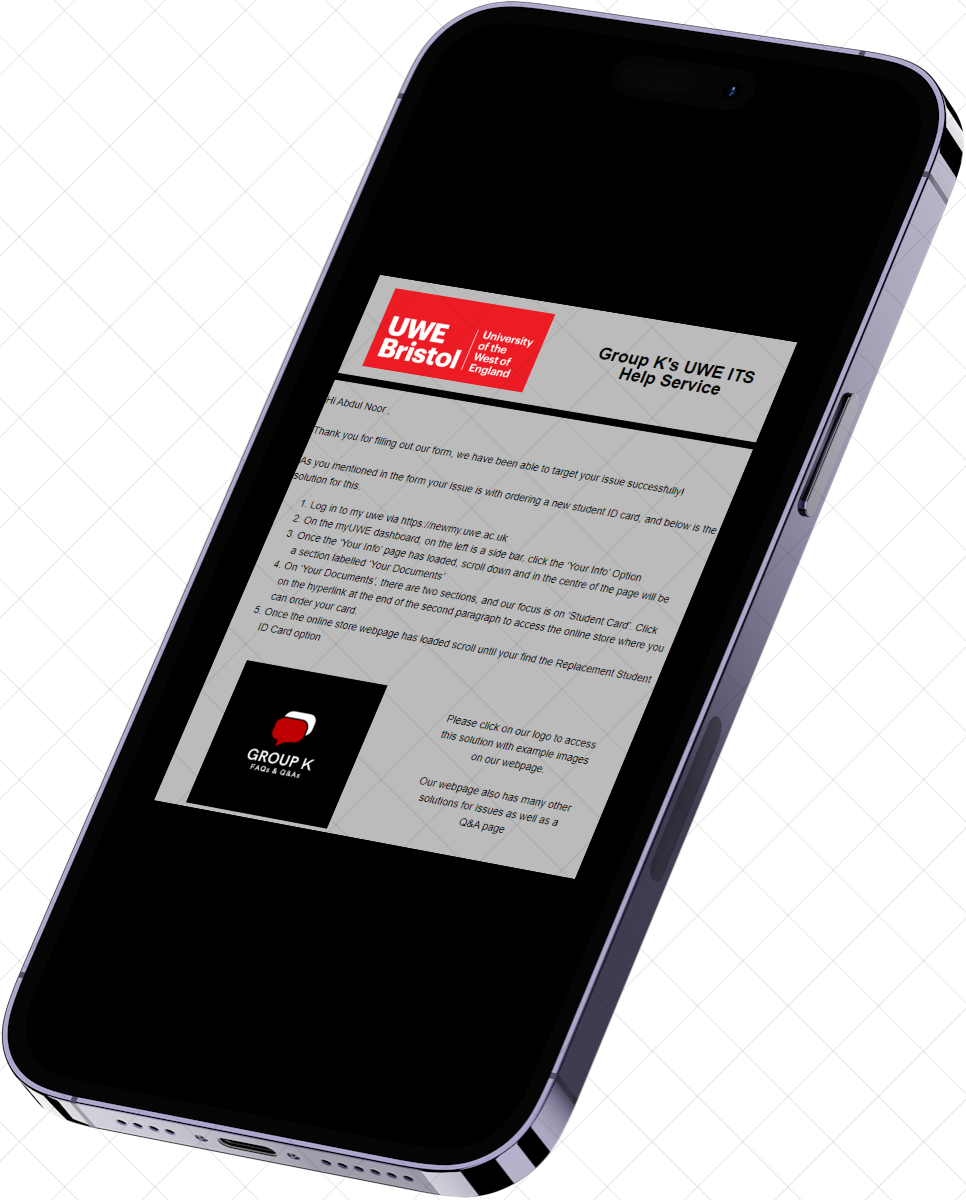 UWE
Bristol
University
of the
West of
England
Group K's UWE ITS
Help Service
Hi Abdul Noor ,
Thank you for filling out our form, we have been able to target your issue successfully!
As you mentioned in the form your issue is with ordering a new student ID card, and below is the
solution for this.
1. Log in to my uwe via https://newmy.uwe.ac.uk
2. On the myUWE dashboard, on the left is a side bar, click the 'Your Info' Option
3. Once the 'Your Info' page has loaded, scroll down and in the centre of the page will be
a section labelled 'Your Documents'
4. On 'Your Documents', there are two sections, and our focus is on 'Student Card'. Click
on the hyperlink at the end of the second paragraph to access the online store where you
can order your card.
5. Once the online store webpage has loaded scroll until your find the Replacement Student
ID Card option
GROUP K
FAQs & Q&As
Please click on our logo to access
this solution with example images
on our webpage.
Our webpage also has many other
solutions for issues as well as a
Q&A page